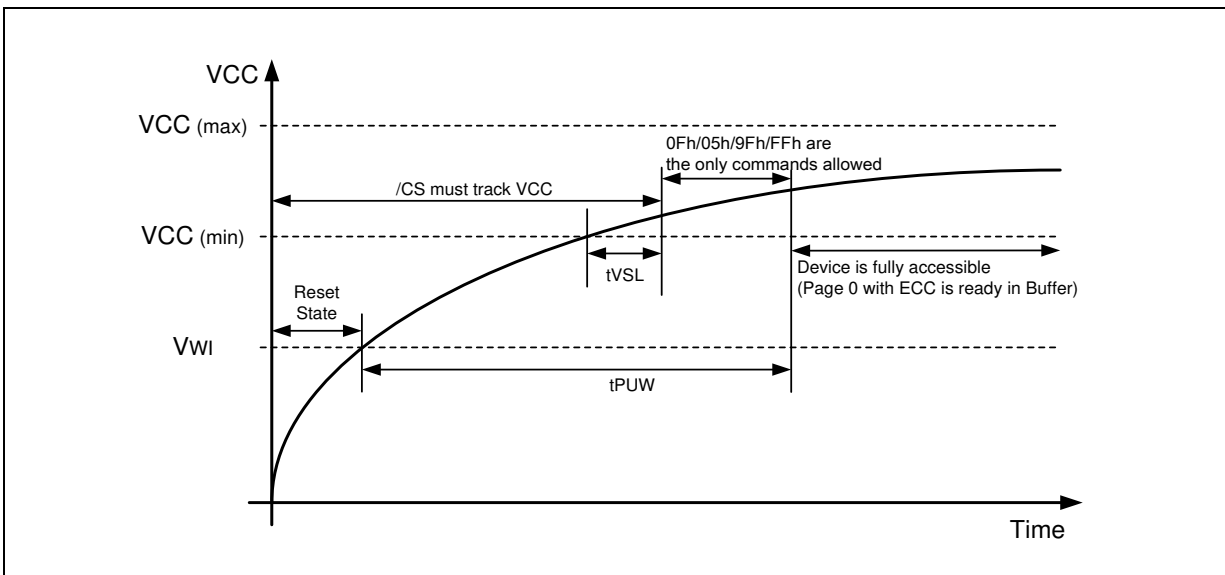 VCC
VCC (max)
0Fh/05h/9Fh/FFh are
the only commands allowed
/CS must track VCC
VCC (min)
tVSL
Device is fully accessible
(Page 0 with ECC is ready in Buffer)
Reset
State
VWI
tPUW
Time